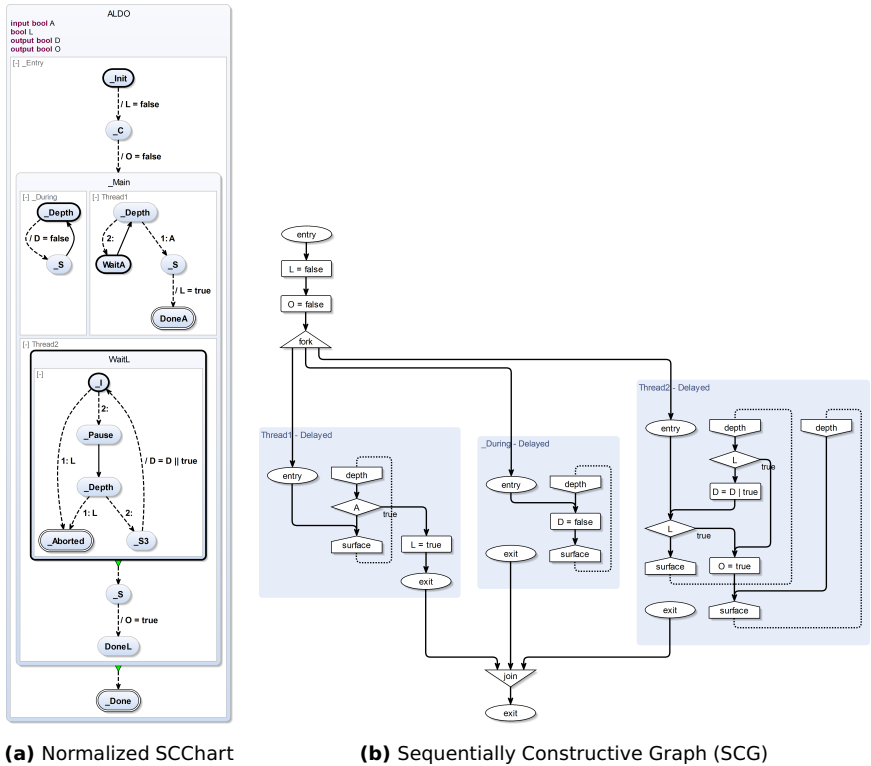 ALDO
input bool A
bool L
output bool D
output bool O
[-] _Entry
_Init
/ L = false
_C
/ O = false
_Main
[-] _During
_Depth
/ D = false
_S
[-] Thread1
_Depth
2:
1: A
WaitA
_S
/ L = true
DoneA
[-] Thread2
WaitL
[-]
_I
2:
_Pause
1: L
/ D = D || true
_Depth
1: L
2:
_Aborted
_S3
_S
/ O = true
DoneL
_Done
entry
L = false
O = false
fork
Thread1 - Delayed
entry
depth
A
true
surface
L = true
exit
_During - Delayed
entry
depth
D = false
exit
surface
Thread2 - Delayed
entry
depth
depth
L
true
D = D | true
L
true
surface
O = true
exit
surface
join
exit
(a) Normalized SCChart
(b) Sequentially Constructive Graph (SCG)